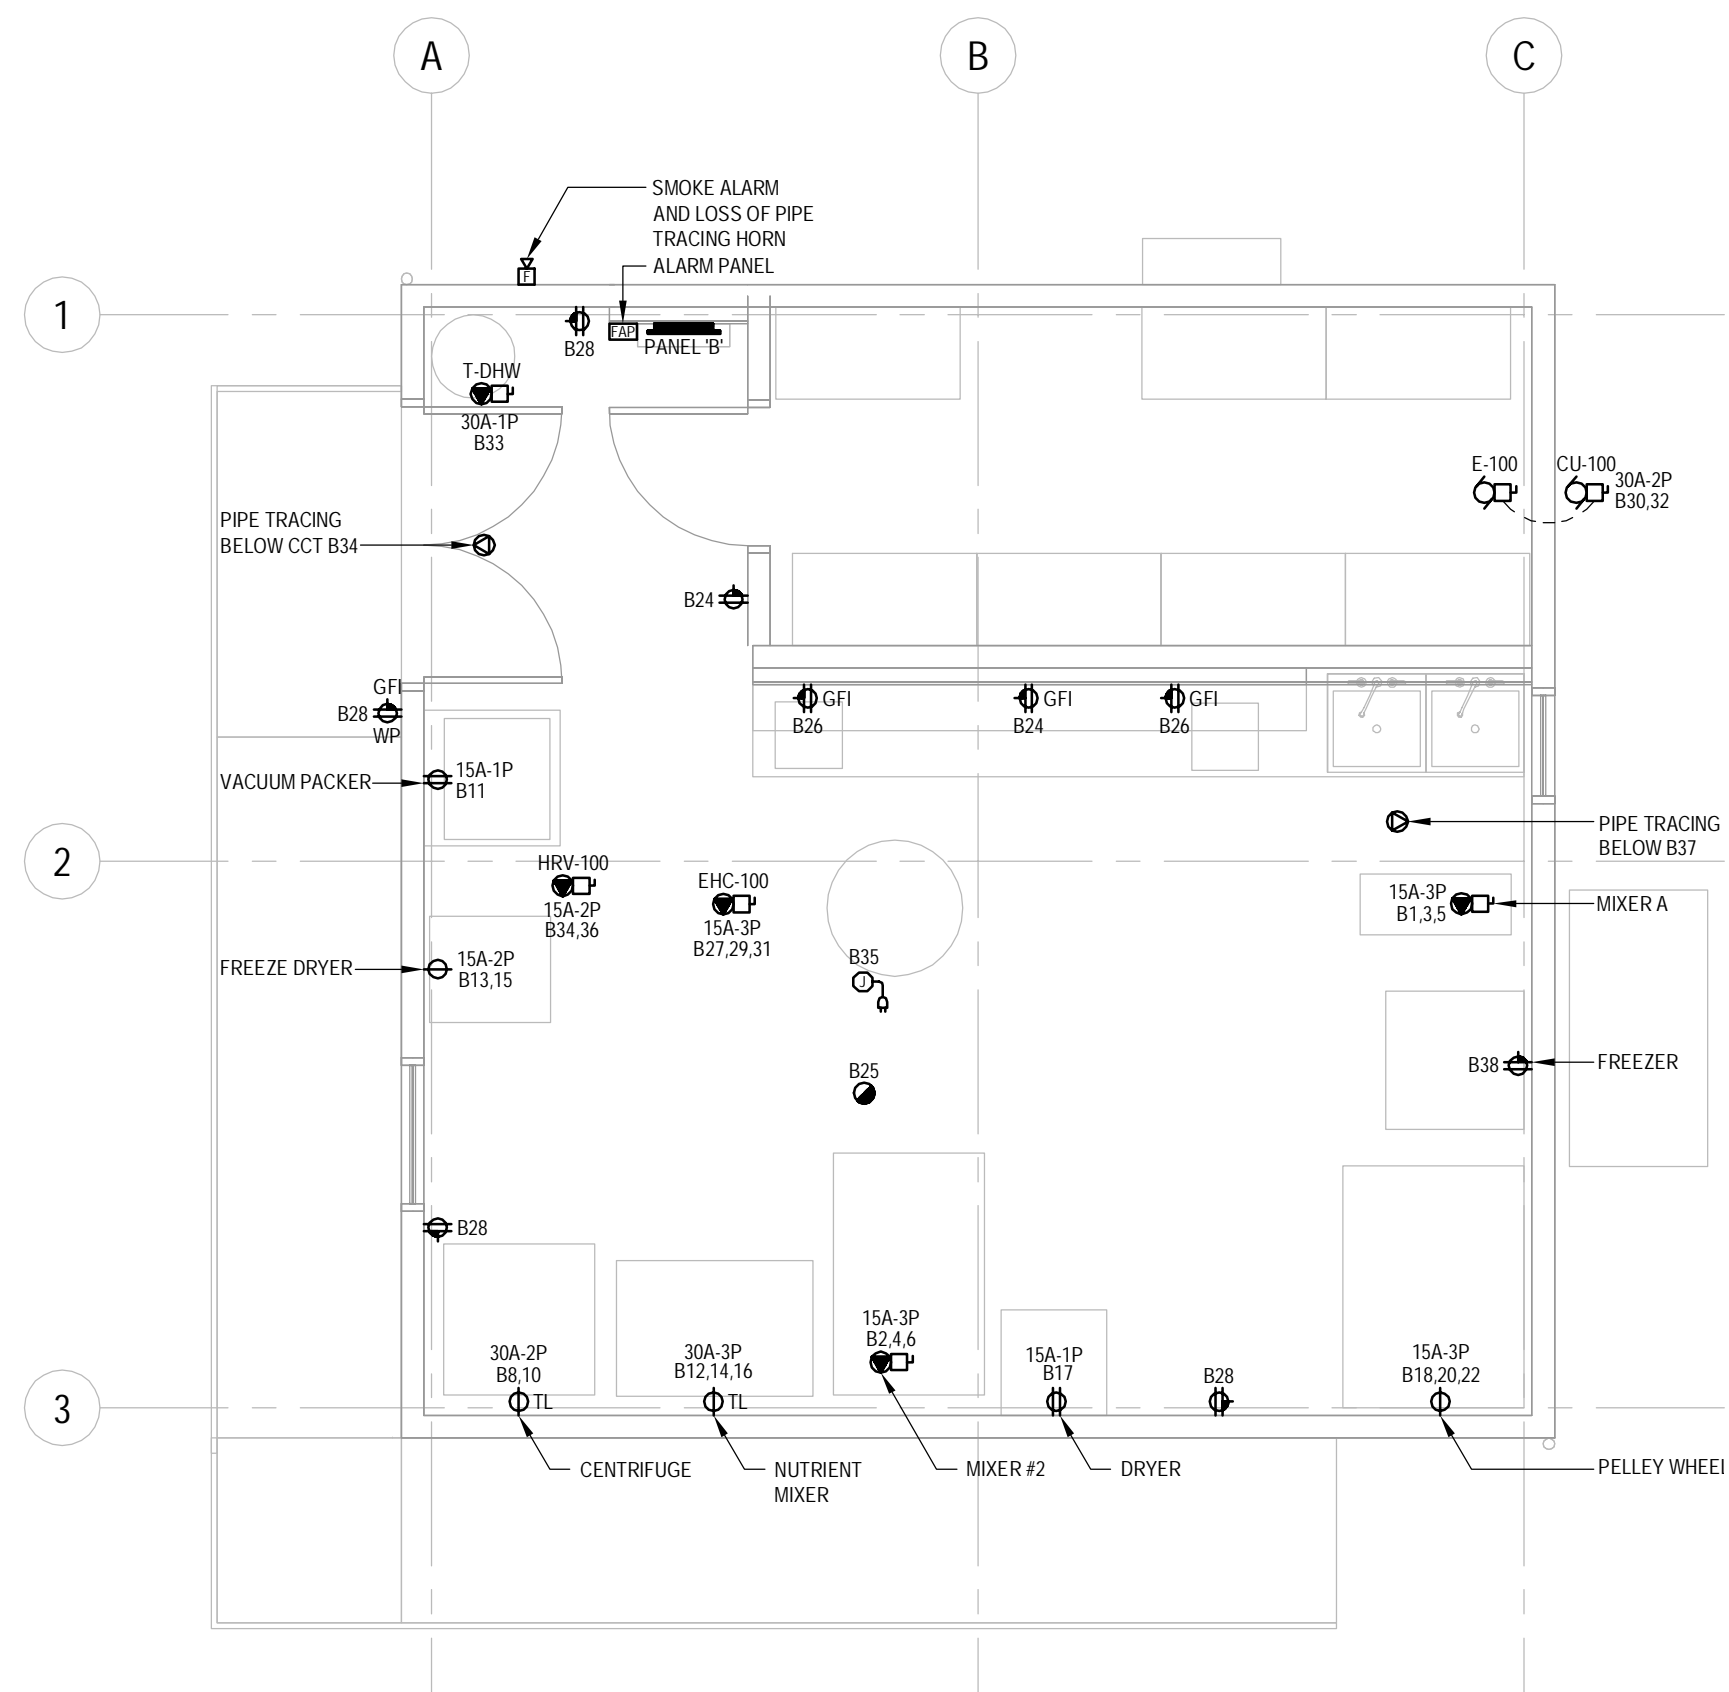 A
B
C
SMOKE ALARM
AND LOSS OF PIPE
TRACING HORN
ALARM PANEL
F
1
FAP
B28
PANEL 'B'
T-DHW
30A-1P
B33
E-100
CU-100
30A-2P
B30,32
PIPE TRACING
BELOW CCT B34
B24
GFI
B28
WP
GFI
B26
GFI
B24
GFI
B26
VACUUM PACKER
15A-1P
B11
PIPE TRACING
BELOW B37
2
HRV-100
15A-2P
B34,36
EHC-100
15A-3P
B27,29,31
15A-3P
B1,3,5
MIXER A
FREEZE DRYER
15A-2P
B13,15
B35
J
B38
FREEZER
B25
B28
30A-2P
B8,10
TL
30A-3P
B12,14,16
TL
15A-3P
B2,4,6
15A-1P
B17
B28
15A-3P
B18,20,22
3
CENTRIFUGE
NUTRIENT
MIXER
MIXER #2
DRYER
PELLEY WHEEL